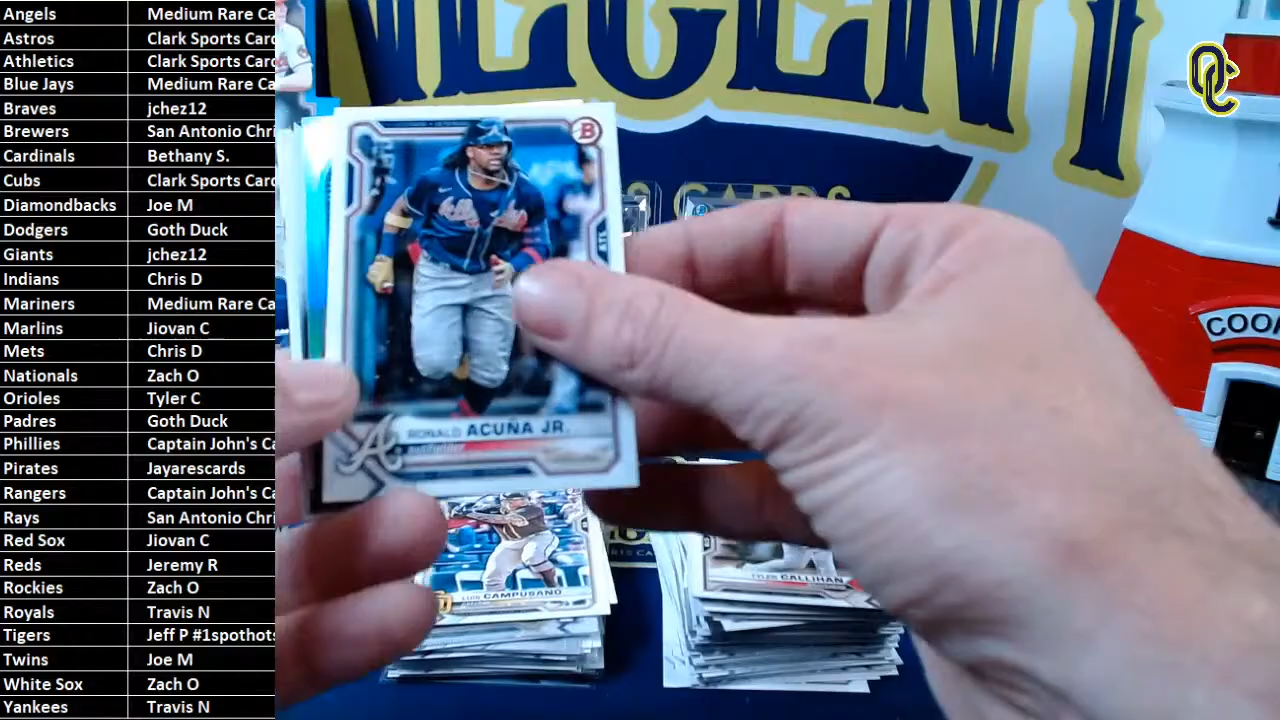 Angels Medium Rare Ca
Astros Clark Sports Card
Athletics Clark Sports Card
Blue Jays Medium Rare Ca
Braves jchez12
Brewers San Antonio Chri
Cardinals Bethany S.
Cubs Clark Sports Card
Diamondbacks Joe M
Dodgers Goth Duck
Giants jchez12
Indians Chris D
Mariners Medium Rare Ca
Marlins Jiovan C
Mets Chris D
Nationals Zach O
Orioles Tyler C
Padres Goth Duck
Phillies Captain John's Ca
Pirates Jayarescards
Rangers Captain John's Ca
Rays San Antonio Chri
Red Sox Jiovan C
Reds Jeremy R
Rockies Zach O
Royals Travis N
Tigers Jeff P #1spothots
Twins Joe M
White Sox Zach O
Yankees Travis N
CARDS
OC
B
RONALD ACUÑA JR.
OUTFIELDER
A
LUIS CAMPUSANO
TYLER CALLIHAN
COO